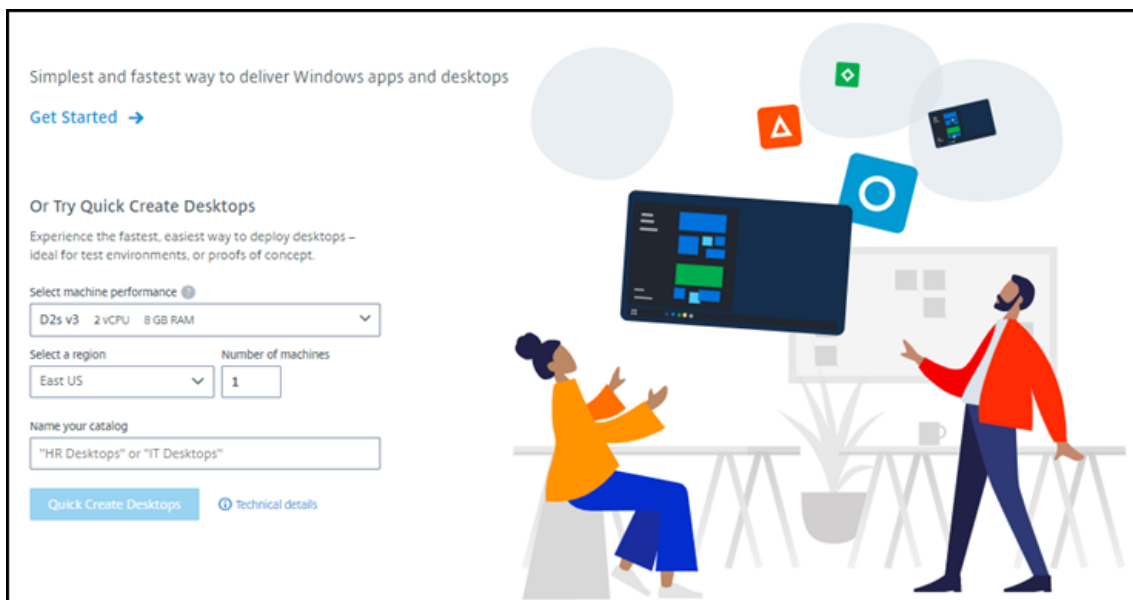 Simplest and fastest way to deliver Windows apps and desktops
Get Started →
Or Try Quick Create Desktops
Experience the fastest, easiest way to deploy desktops –
ideal for test environments, or proofs of concept.
Select machine performance ?
D2s v3 2 vCPU 8 GB RAM
Select a region Number of machines
East US 1
Name your catalog
"HR Desktops" or "IT Desktops"
Quick Create Desktops Technical details